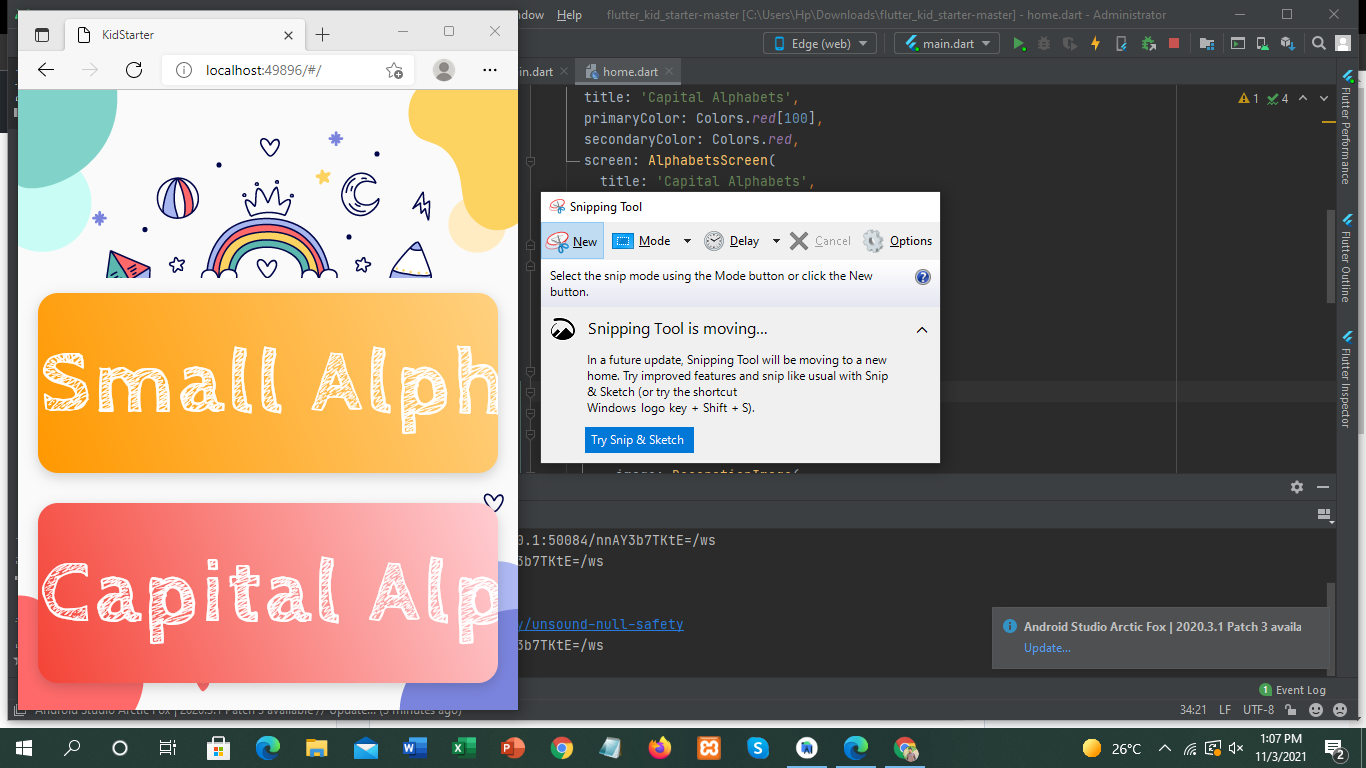 KidStarter
localhost:49896/#/
Small Alph
Capital Alp
ndow Help flutter_kid_starter-master [C:\Users\Hp\Downloads\flutter_kid_starter-master] - home.dart - Administrator
Edge (web) main.dart
in.dart home.dart
title: 'Capital Alphabets',
primaryColor: Colors.red[100],
secondaryColor: Colors.red,
screen: AlphabetsScreen(
title: 'Capital Alphabets',
1 4
Flutter Performance
Flutter Outline
Flutter Inspector
Snipping Tool
New Mode Delay Cancel Options
Select the snip mode using the Mode button or click the New
button.
Snipping Tool is moving...
In a future update, Snipping Tool will be moving to a new
home. Try improved features and snip like usual with Snip
& Sketch (or try the shortcut
Windows logo key + Shift + S).
Try Snip & Sketch
image: DecorationImage(
0.1:50084/nnAY3b7TKtE=/ws
3b7TKtE=/ws
y/unsound-null-safety
3b7TKtE=/ws
Android Studio Arctic Fox | 2020.3.1 Patch 3 availa
Update...
1 Event Log
Android Studio Arctic Fox | 2020.3.1 Patch 3 available // Update... (3 minutes ago)
34:21 LF UTF-8
26°C
1:07 PM
11/3/2021
2